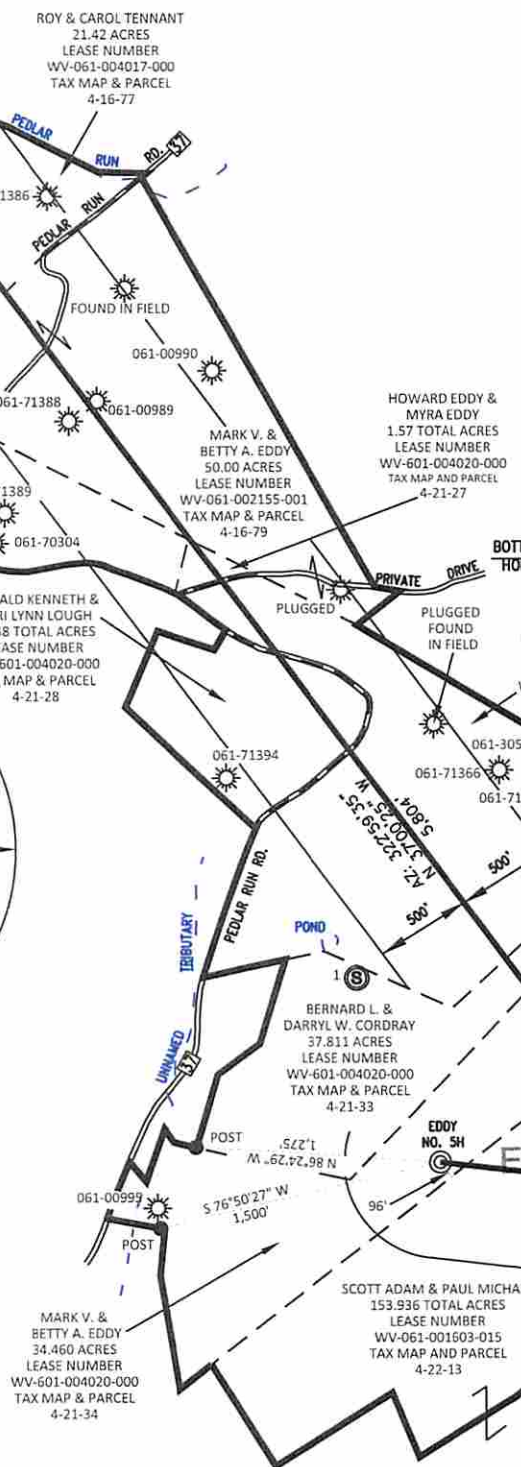 ROY & CAROL TENNANT
21.42 ACRES
LEASE NUMBER
WV-061-004017-000
TAX MAP & PARCEL
4-16-77
PEDLAR
RUN
RD.
37
1386
PEDLAR
RUN
FOUND IN FIELD
061-00990
061-71388
061-00989
HOWARD EDDY &
MYRA EDDY
1.57 TOTAL ACRES
LEASE NUMBER
WV-601-004020-000
TAX MAP AND PARCEL
4-21-27
MARK V. &
BETTY A. EDDY
50.00 ACRES
LEASE NUMBER
WV-061-002155-001
TAX MAP & PARCEL
4-16-79
1389
061-70304
BOTT
HO
PRIVATE
DRIVE
PLUGGED
ALD KENNETH &
RI LYNN LOUGH
48 TOTAL ACRES
EASE NUMBER
601-004020-000
MAP & PARCEL
4-21-28
PLUGGED
FOUND
IN FIELD
061-305
061-71366
061-71
061-71394
AZ: 322°59'35"
N 37°00'25" W
5,804'
500'
500'
PEDLAR RUN RD.
TRIBUTARY
UNNAMED
37
POND
1
S
BERNARD L. &
DARRYL W. CORDRAY
37.811 ACRES
LEASE NUMBER
WV-601-004020-000
TAX MAP & PARCEL
4-21-33
EDDY
NO. 5H
E
POST
1,275'
N 86°24'29" W
S 76°50'27" W
1,500'
96'
061-00995
POST
SCOTT ADAM & PAUL MICHA
153.936 TOTAL ACRES
LEASE NUMBER
WV-061-001603-015
TAX MAP AND PARCEL
4-22-13
MARK V. &
BETTY A. EDDY
34.460 ACRES
LEASE NUMBER
WV-601-004020-000
TAX MAP & PARCEL
4-21-34